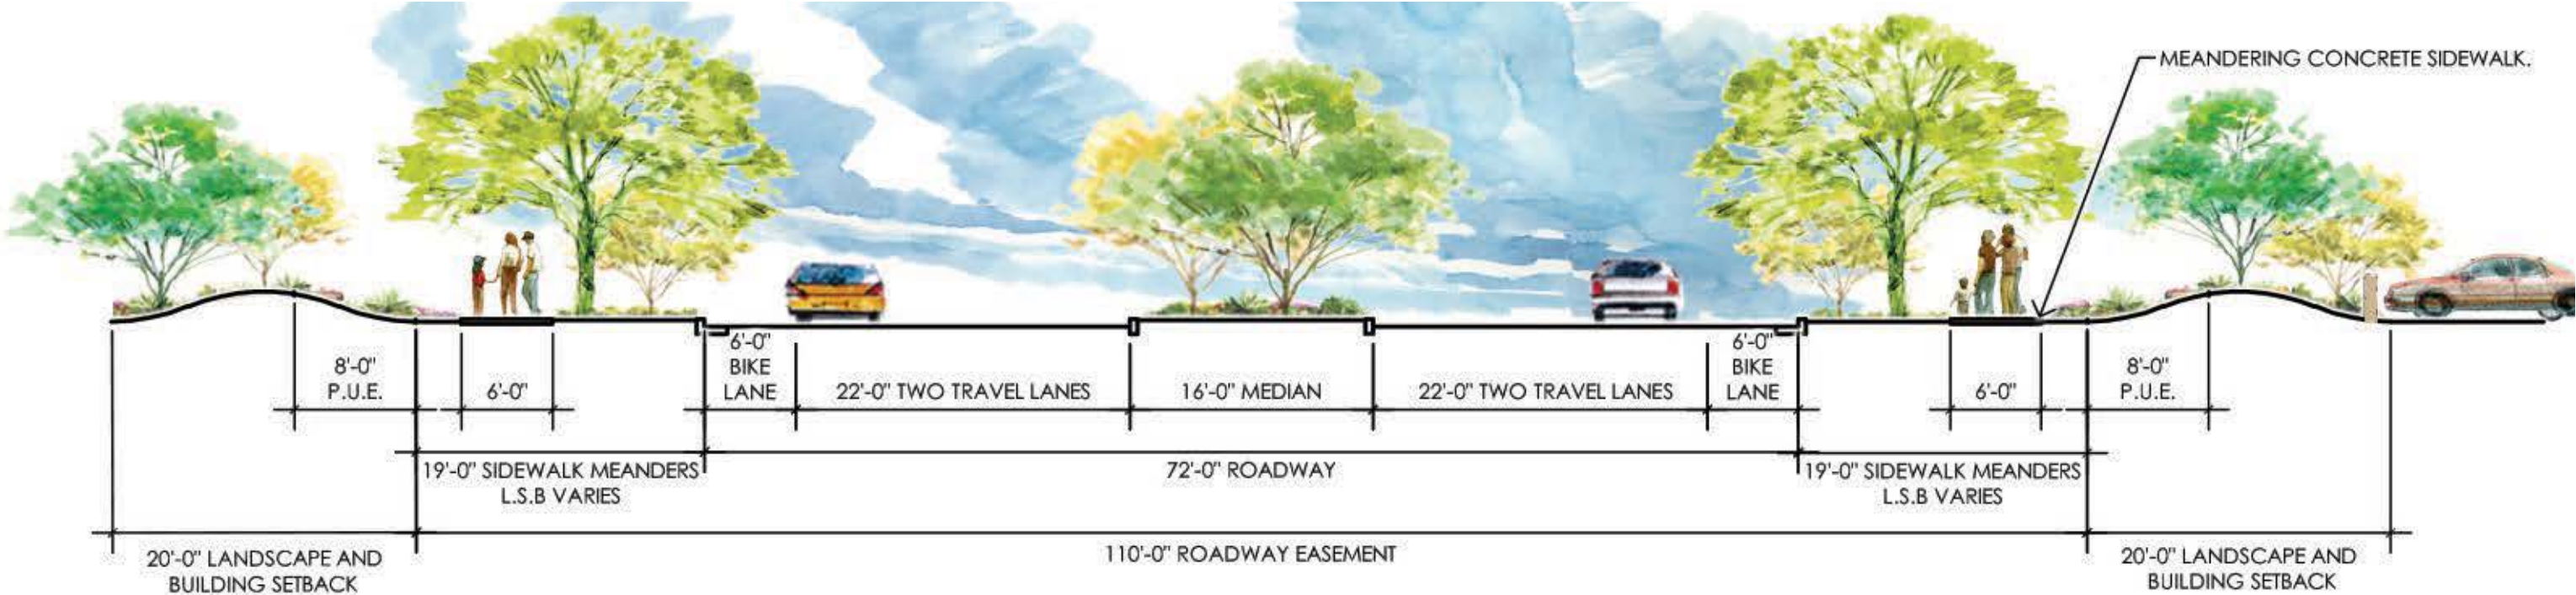 MEANDERING CONCRETE SIDEWALK.
8'-0"
P.U.E.
6'-0"
6'-0"
BIKE
LANE
22'-0" TWO TRAVEL LANES
16'-0" MEDIAN
22'-0" TWO TRAVEL LANES
6'-0"
BIKE
LANE
6'-0"
8'-0"
P.U.E.
19'-0" SIDEWALK MEANDERS
L.S.B VARIES
72'-0" ROADWAY
19'-0" SIDEWALK MEANDERS
L.S.B VARIES
20'-0" LANDSCAPE AND
BUILDING SETBACK
110'-0" ROADWAY EASEMENT
20'-0" LANDSCAPE AND
BUILDING SETBACK